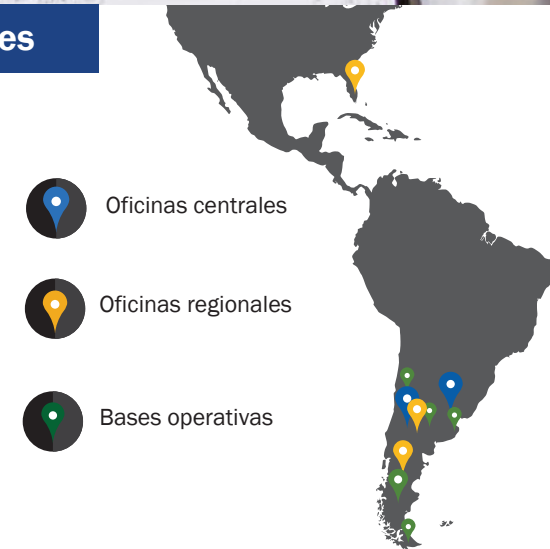 es
Oficinas centrales
Oficinas regionales
Bases operativas